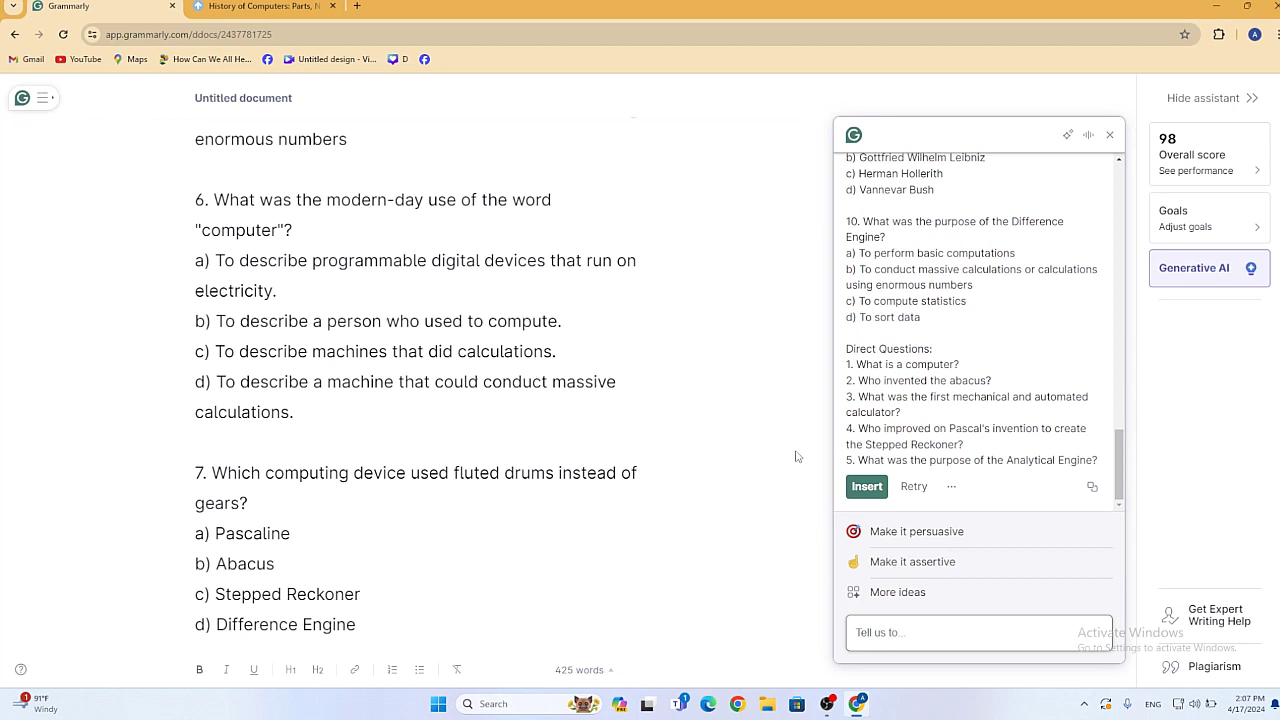 Grammarly
History of Computers: Parts, N
app.grammarly.com/ddocs/2437781725
Gmail
YouTube
Maps
How Can We All He...
Untitled design - Vi...
D
Untitled document
enormous numbers
6. What was the modern-day use of the word
"computer"?
a) To describe programmable digital devices that run on
electricity.
b) To describe a person who used to compute.
c) To describe machines that did calculations.
d) To describe a machine that could conduct massive
calculations.
7. Which computing device used fluted drums instead of
gears?
a) Pascaline
b) Abacus
c) Stepped Reckoner
d) Difference Engine
B I U H1 H2
425 words
b) Gottfried Wilhelm Leibniz
c) Herman Hollerith
d) Vannevar Bush
10. What was the purpose of the Difference
Engine?
a) To perform basic computations
b) To conduct massive calculations or calculations
using enormous numbers
c) To compute statistics
d) To sort data
Direct Questions:
1. What is a computer?
2. Who invented the abacus?
3. What was the first mechanical and automated
calculator?
4. Who improved on Pascal's invention to create
the Stepped Reckoner?
5. What was the purpose of the Analytical Engine?
Insert
Retry
...
Make it persuasive
Make it assertive
More ideas
Tell us to...
Hide assistant
98
Overall score
See performance
Goals
Adjust goals
Generative AI
Get Expert
Writing Help
Activate Windows
Go to Settings to activate Windows.
Plagiarism
1
91°F
Windy
Search
1
A
ENG
2:07 PM
4/17/2024